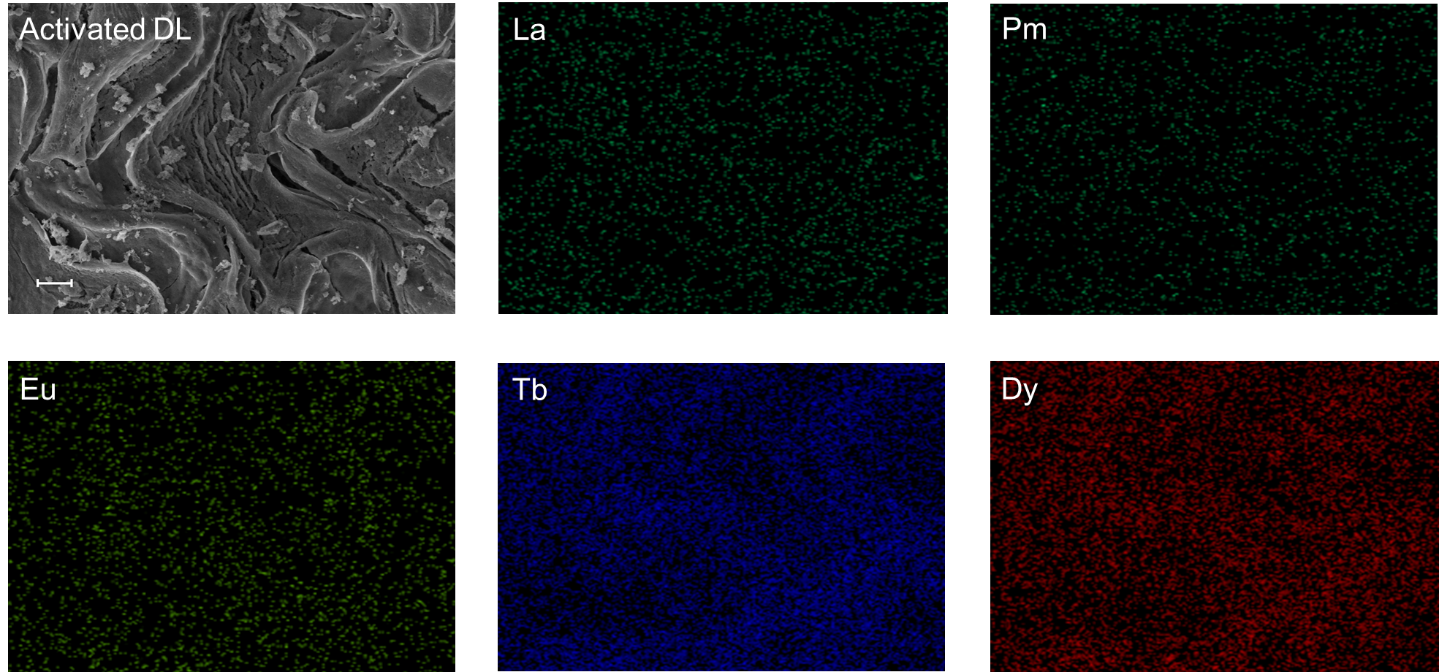 Activated DL
La
Pm
Eu
Tb
Dy